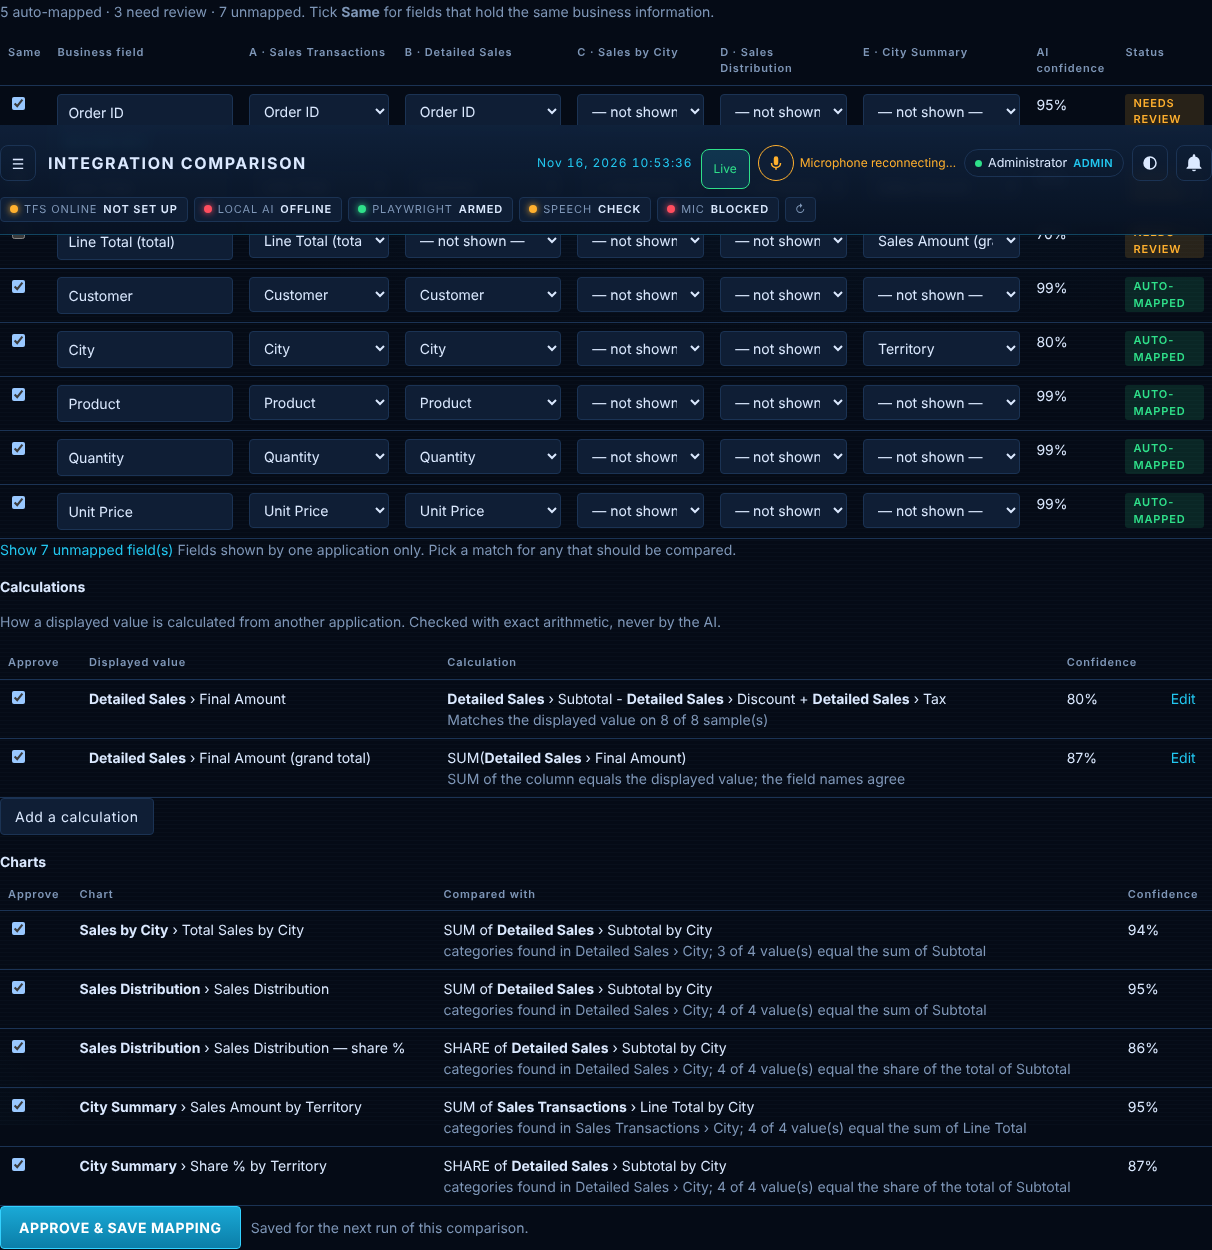 5 auto-mapped · 3 need review · 7 unmapped. Tick Same for fields that hold the same business information.
Same Business field A · Sales Transactions B · Detailed Sales C · Sales by City D · Sales Distribution E · City Summary AI confidence Status
Order ID Order ID Order ID — not shown — not shown — not shown — 95% NEEDS REVIEW
☰ INTEGRATION COMPARISON Nov 16, 2026 10:53:36 Live Microphone reconnecting... Administrator ADMIN
TFS ONLINE NOT SET UP LOCAL AI OFFLINE PLAYWRIGHT ARMED SPEECH CHECK MIC BLOCKED ↻
Line Total (total) Line Total (tota — not shown — — not shown — not shown Sales Amount (gr 70% NEEDS REVIEW
Customer Customer Customer — not shown — not shown — not shown — 99% AUTO-MAPPED
City City City — not shown — not shown Territory 80% AUTO-MAPPED
Product Product Product — not shown — not shown — not shown — 99% AUTO-MAPPED
Quantity Quantity Quantity — not shown — not shown — not shown — 99% AUTO-MAPPED
Unit Price Unit Price Unit Price — not shown — not shown — not shown — 99% AUTO-MAPPED
Show 7 unmapped field(s) Fields shown by one application only. Pick a match for any that should be compared.
Calculations
How a displayed value is calculated from another application. Checked with exact arithmetic, never by the AI.
Approve Displayed value Calculation Confidence
Detailed Sales › Final Amount Detailed Sales › Subtotal - Detailed Sales › Discount + Detailed Sales › Tax 80% Edit
Matches the displayed value on 8 of 8 sample(s)
Detailed Sales › Final Amount (grand total) SUM(Detailed Sales › Final Amount) 87% Edit
SUM of the column equals the displayed value; the field names agree
Add a calculation
Charts
Approve Chart Compared with Confidence
Sales by City › Total Sales by City SUM of Detailed Sales › Subtotal by City 94%
categories found in Detailed Sales › City; 3 of 4 value(s) equal the sum of Subtotal
Sales Distribution › Sales Distribution SUM of Detailed Sales › Subtotal by City 95%
categories found in Detailed Sales › City; 4 of 4 value(s) equal the sum of Subtotal
Sales Distribution › Sales Distribution — share % SHARE of Detailed Sales › Subtotal by City 86%
categories found in Detailed Sales › City; 4 of 4 value(s) equal the share of the total of Subtotal
City Summary › Sales Amount by Territory SUM of Sales Transactions › Line Total by City 95%
categories found in Sales Transactions › City; 4 of 4 value(s) equal the sum of Line Total
City Summary › Share % by Territory SHARE of Detailed Sales › Subtotal by City 87%
categories found in Detailed Sales › City; 4 of 4 value(s) equal the share of the total of Subtotal
APPROVE & SAVE MAPPING Saved for the next run of this comparison.